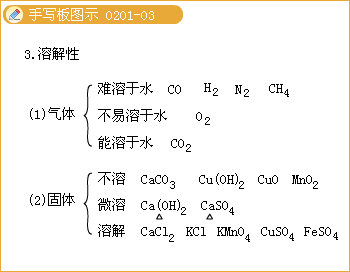 手写板图示 0201-03
3.溶解性
(1)气体
难溶于水 CO H₂ N₂ CH₄
不易溶于水 O₂
能溶于水 CO₂
(2)固体
不溶 CaCO₃ Cu(OH)₂ CuO MnO₂
微溶 Ca(OH)₂ CaSO₄
溶解 CaCl₂ KCl KMnO₄ CuSO₄ FeSO₄